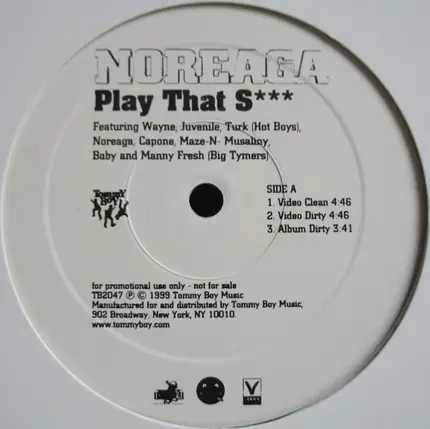 NOREAGA
Play That S***
Featuring Wayne, Juvenile, Turk (Hot Boys),
Noreaga, Capone, Maze-N- Musaliny,
Baby and Manny Fresh (Big Tymers)
TOMMY BOY
SIDE A
1. Video Clean 4:46
2. Video Dirty 4:46
3. Album Dirty 3:41
for promotional use only - not for sale
TB2047 ℗ © 1999 Tommy Boy Music
Manufactured for and distributed by Tommy Boy Music,
902 Broadway, New York, NY 10010.
www.tommyboy.com